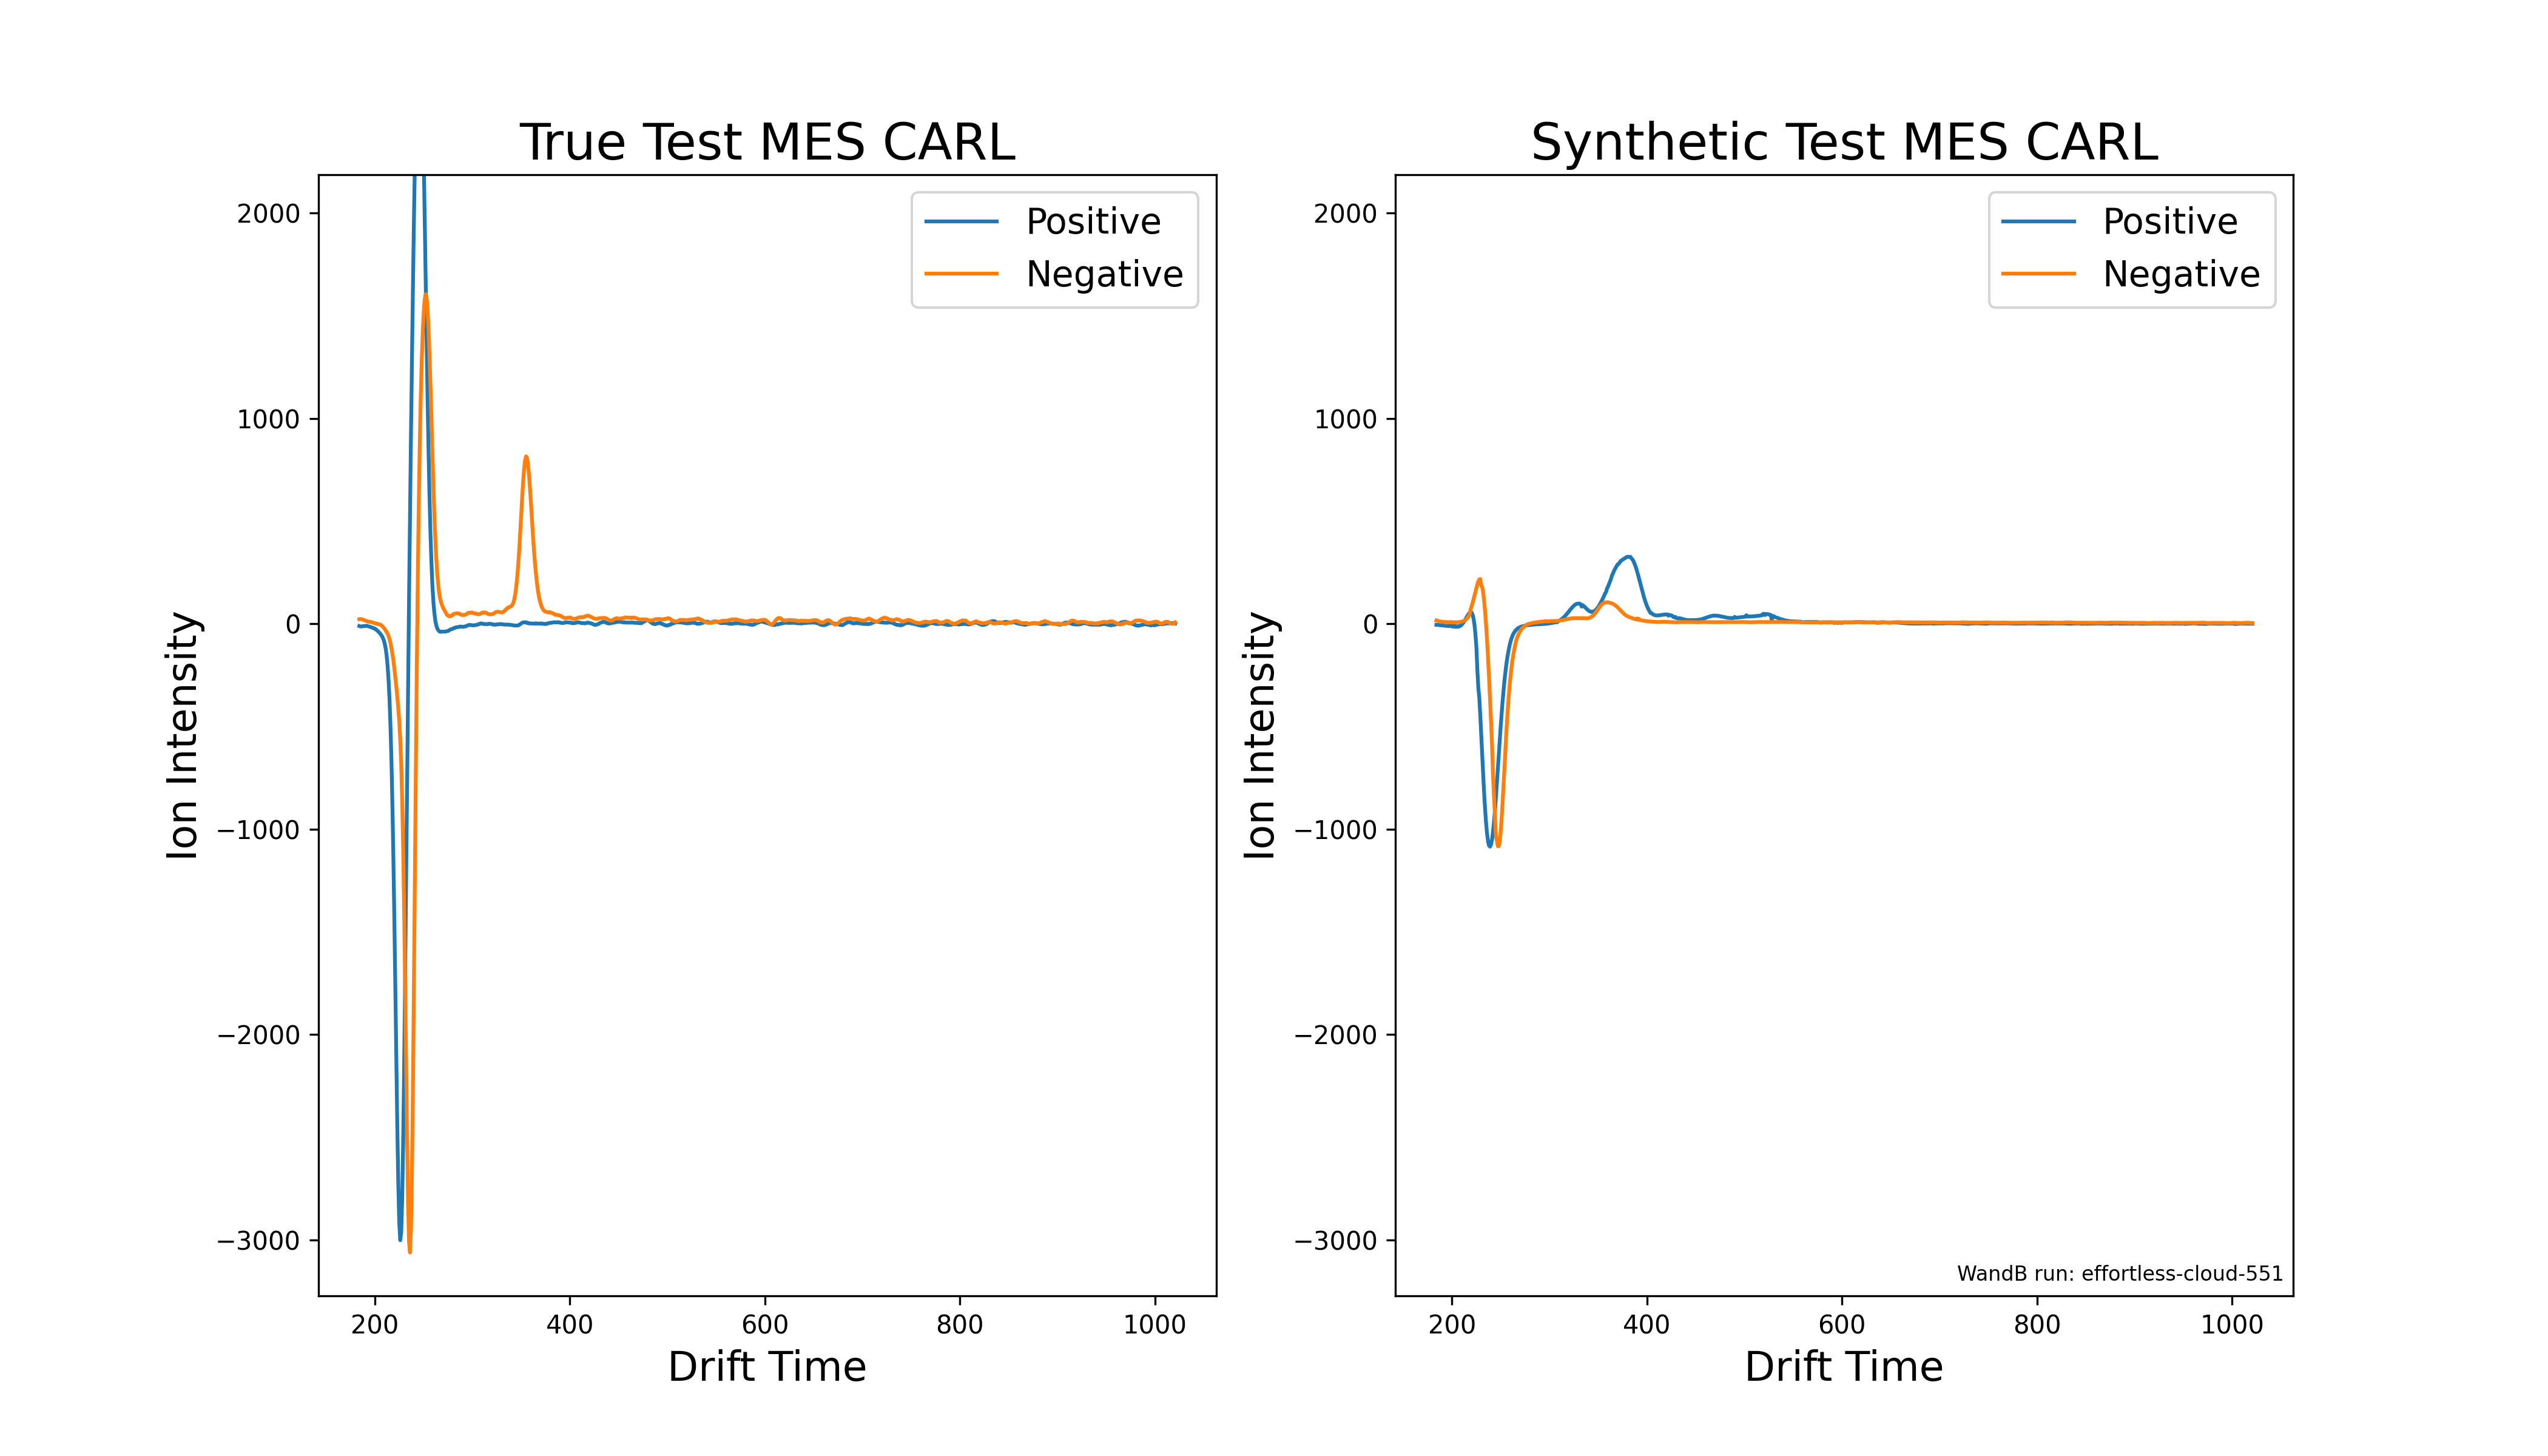 True Test MES CARL
Positive
Negative
2000
1000
0
−1000
−2000
−3000
Ion Intensity
200 400 600 800 1000
Drift Time
Synthetic Test MES CARL
Positive
Negative
2000
1000
0
−1000
−2000
−3000
Ion Intensity
WandB run: effortless-cloud-551
200 400 600 800 1000
Drift Time